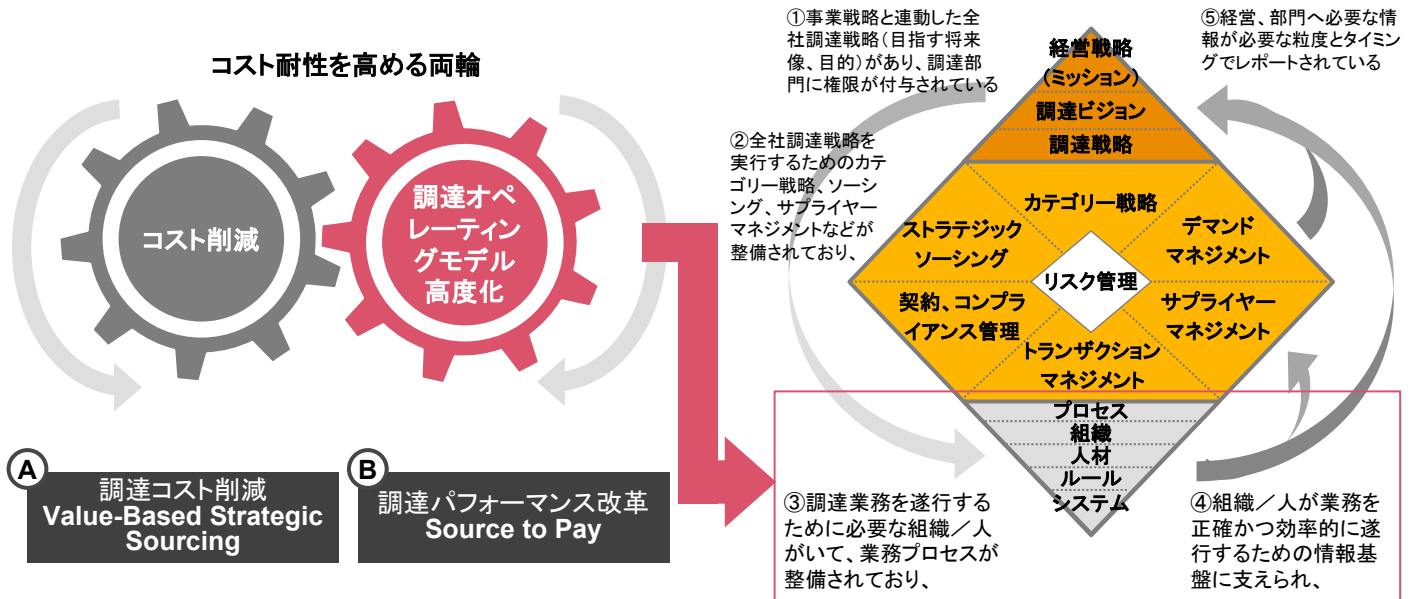 コスト耐性を高める両輪
コスト削減
調達オペ
レーティン
グモデル
高度化
A
調達コスト削減
Value-Based Strategic
Sourcing
B
調達パフォーマンス改革
Source to Pay
①事業戦略と連動した全
社調達戦略(目指す将来
像、目的)があり、調達部
門に権限が付与されている
②全社調達戦略を
実行するためのカテ
ゴリー戦略、ソーシ
ング、サプライヤー
マネジメントなどが
整備されており、
経営戦略
(ミッション)
調達ビジョン
調達戦略
カテゴリー戦略
ストラテジック
ソーシング
デマンド
マネジメント
リスク管理
契約、コンプラ
イアンス管理
サプライヤー
マネジメント
トランザクション
マネジメント
プロセス
組織
人材
ルール
システム
③調達業務を遂行する
ために必要な組織／人
がいて、業務プロセスが
整備されており、
④組織／人が業務を
正確かつ効率的に遂
行するための情報基
盤に支えられ、
⑤経営、部門へ必要な情
報が必要な粒度とタイミン
グでレポートされている